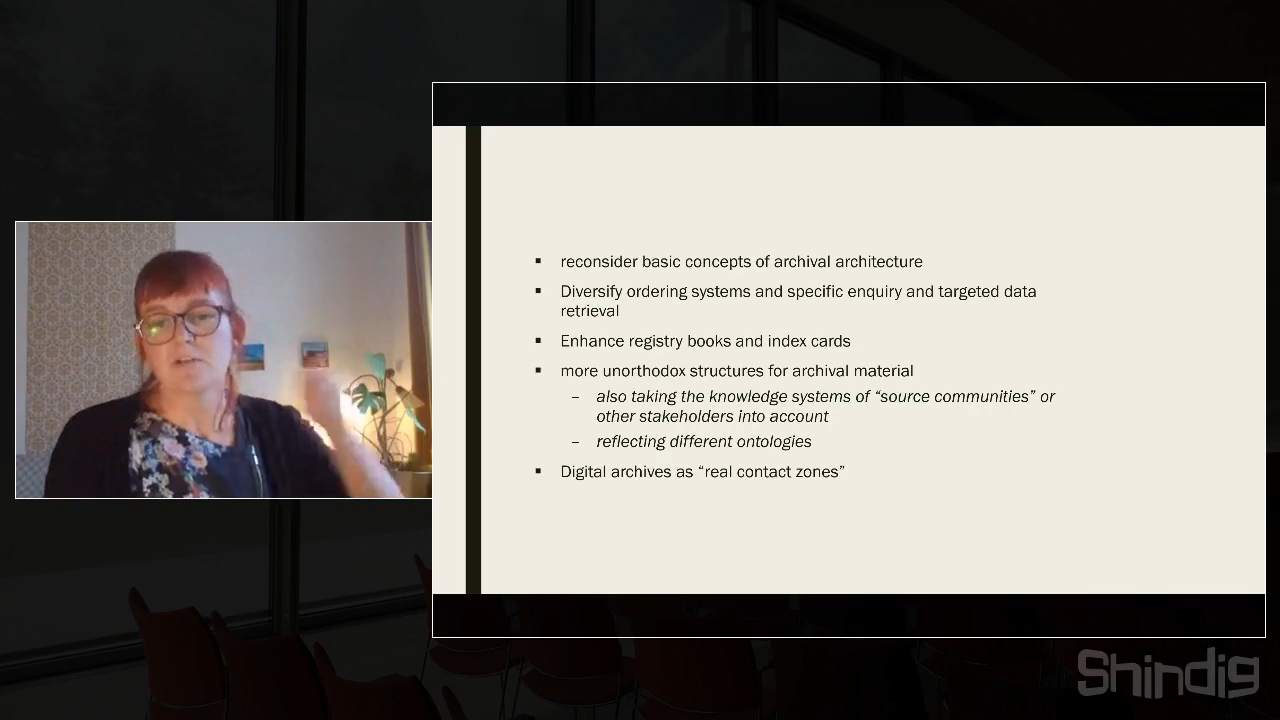 reconsider basic concepts of archival architecture
Diversify ordering systems and specific enquiry and targeted data
retrieval
Enhance registry books and index cards
more unorthodox structures for archival material
– also taking the knowledge systems of “source communities” or
other stakeholders into account
– reflecting different ontologies
Digital archives as “real contact zones”
Shindig